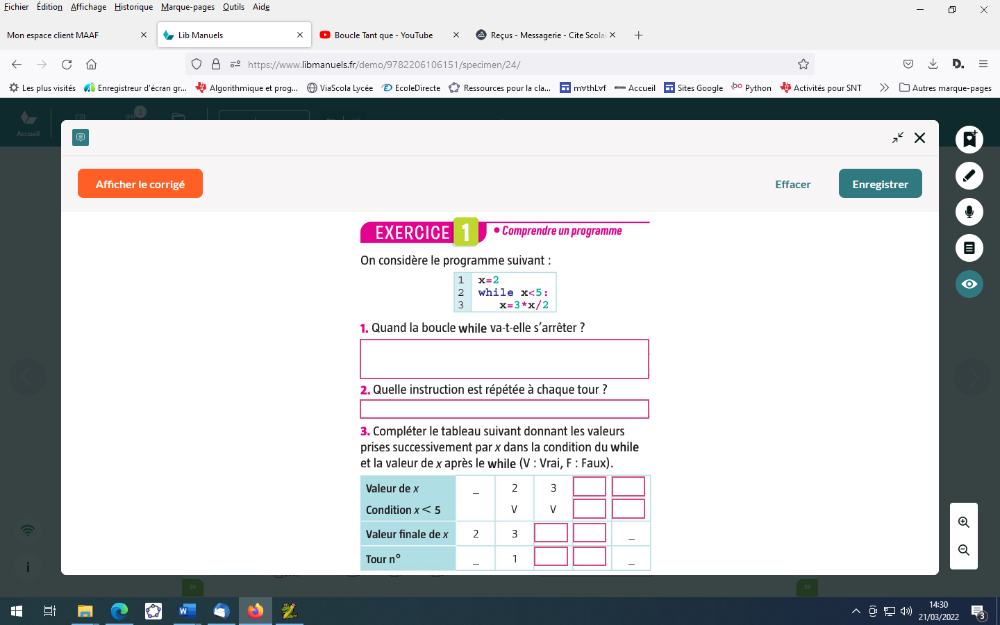 Fichier Édition Affichage Historique Marque-pages Outils Aide
Mon espace client MAAF
Lib Manuels
Boucle Tant que - YouTube
Reçus - Messagerie - Cite Scolai
https://www.libmanuels.fr/demo/9782206106151/specimen/24/
Les plus visités
Enregistreur d'écran gr...
Algorithmique et prog...
ViaScola Lycée
EcoleDirecte
Ressources pour la cla...
m∀thL∀f
Accueil
Sites Google
Python
Activités pour SNT
Autres marque-pages
1
Accueil
Afficher le corrigé
Effacer
Enregistrer
EXERCICE 1 • Comprendre un programme
On considère le programme suivant :
1 x=2
2 while x<5:
3 x=3*x/2
1. Quand la boucle while va-t-elle s'arrêter ?
2. Quelle instruction est répétée à chaque tour ?
3. Compléter le tableau suivant donnant les valeurs
prises successivement par x dans la condition du while
et la valeur de x après le while (V : Vrai, F : Faux).
Valeur de x _ 2 3
Condition x < 5 V V
Valeur finale de x 2 3 _
Tour n° _ 1 _
24
25
14:30
21/03/2022
3